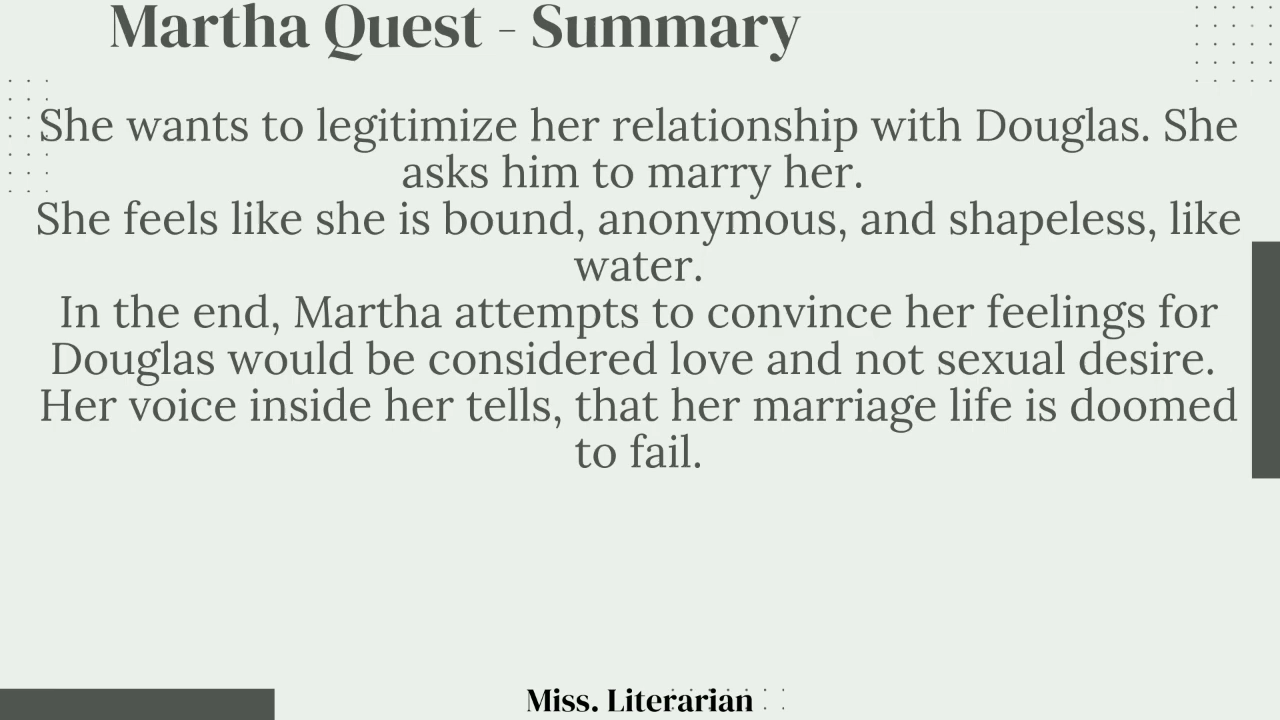 Martha Quest - Summary
She wants to legitimize her relationship with Douglas. She
asks him to marry her.
She feels like she is bound, anonymous, and shapeless, like
water.
In the end, Martha attempts to convince her feelings for
Douglas would be considered love and not sexual desire.
Her voice inside her tells, that her marriage life is doomed
to fail.
Miss. Literarian